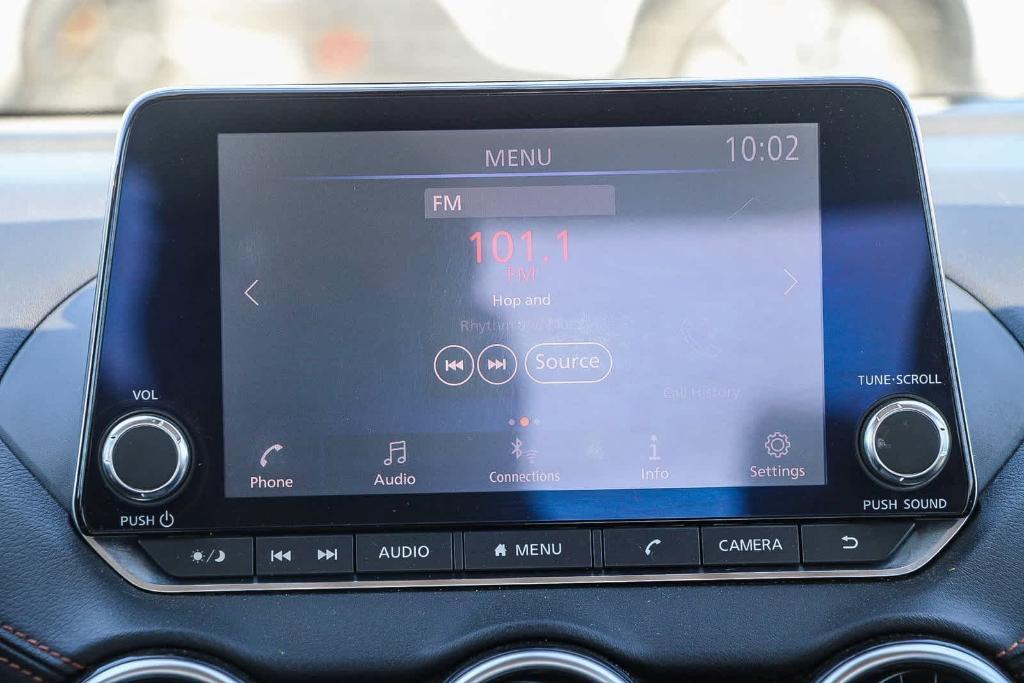 MENU
10:02
FM
101.1
FM
Hop and
Source
Call History
Phone
Audio
Connections
Info
Settings
VOL
PUSH
TUNE·SCROLL
PUSH SOUND
AUDIO
MENU
CAMERA